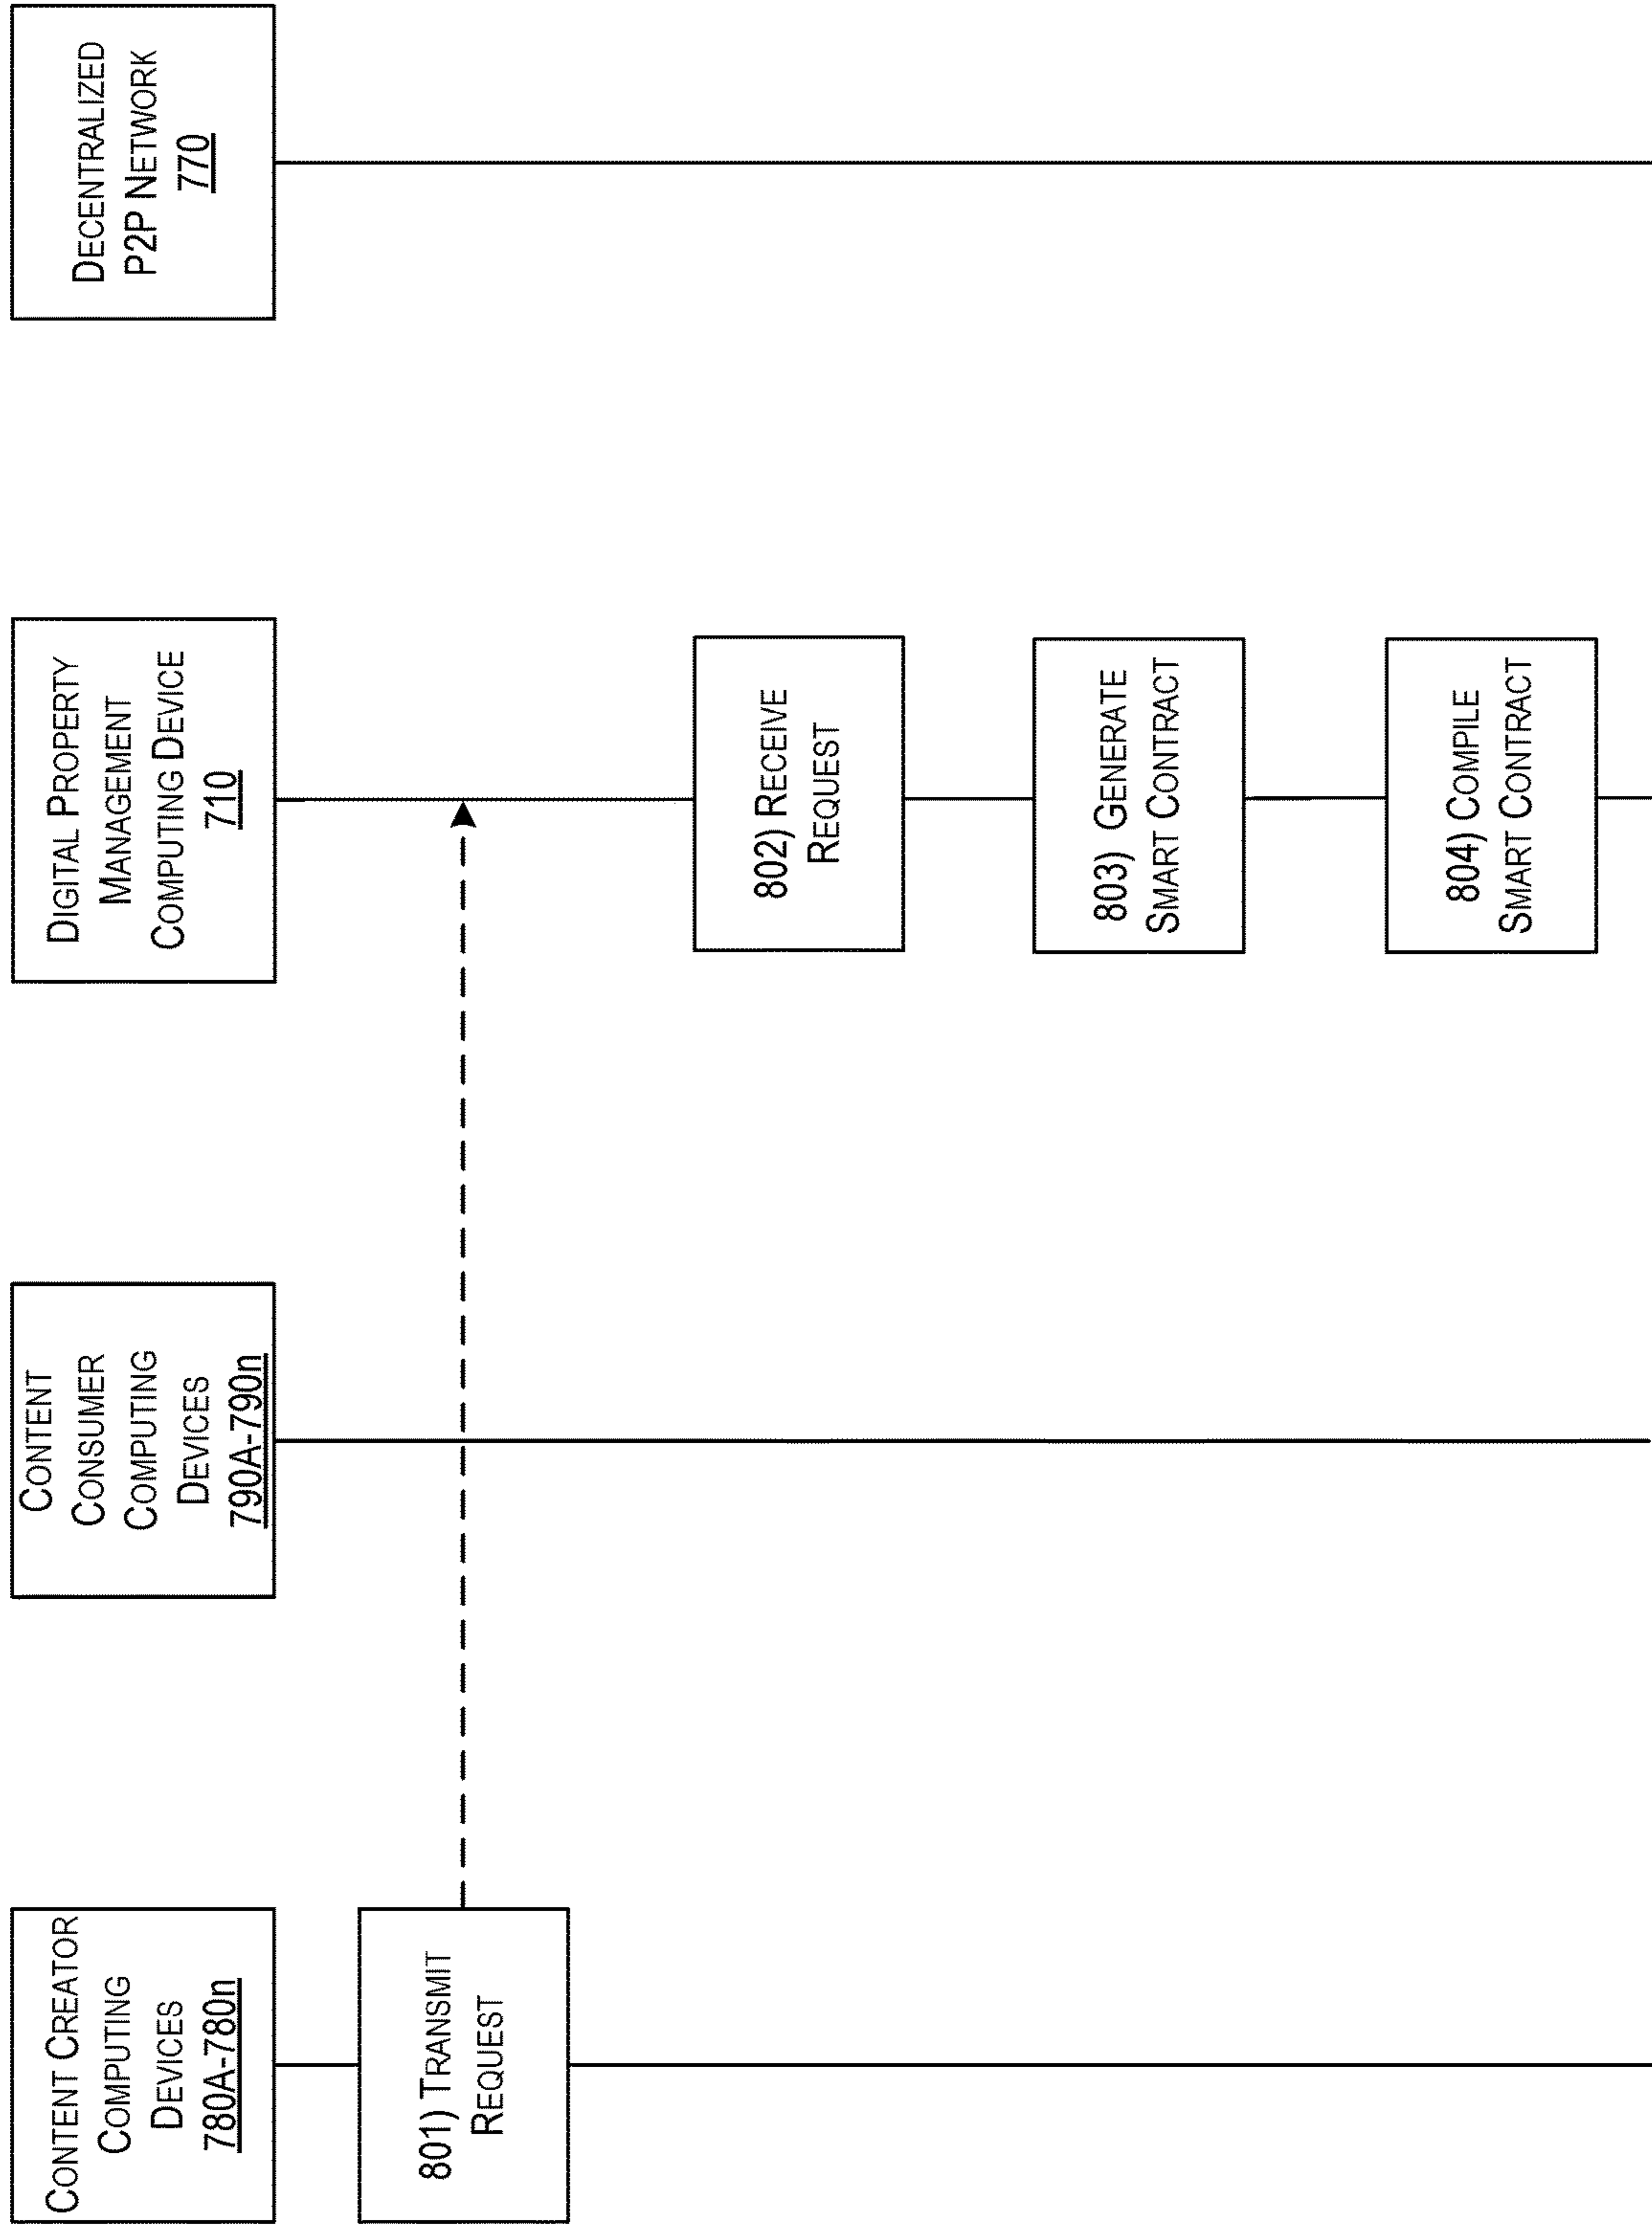 CONTENT CREATOR
COMPUTING
DEVICES
780A-780n
CONTENT
CONSUMER
COMPUTING
DEVICES
790A-790n
DIGITAL PROPERTY
MANAGEMENT
COMPUTING DEVICE
710
DECENTRALIZED
P2P NETWORK
770
801) TRANSMIT
REQUEST
802) RECEIVE
REQUEST
803) GENERATE
SMART CONTRACT
804) COMPILE
SMART CONTRACT